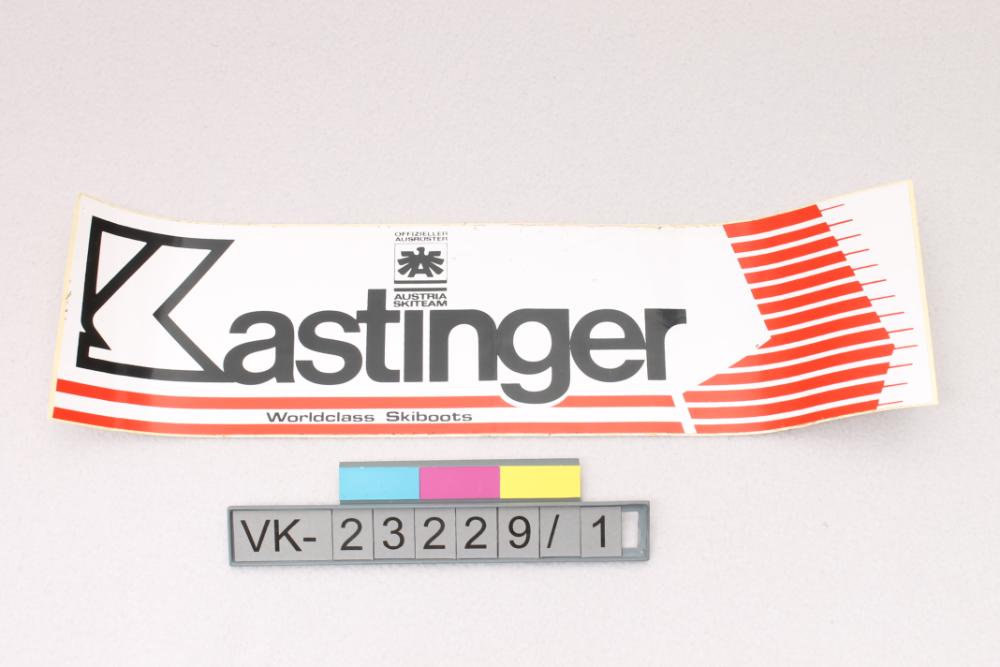 OFFIZIELLER
AUSRÜSTER
AUSTRIA
SKITEAM
Kastinger
Worldclass Skiboots
VK-23229/1